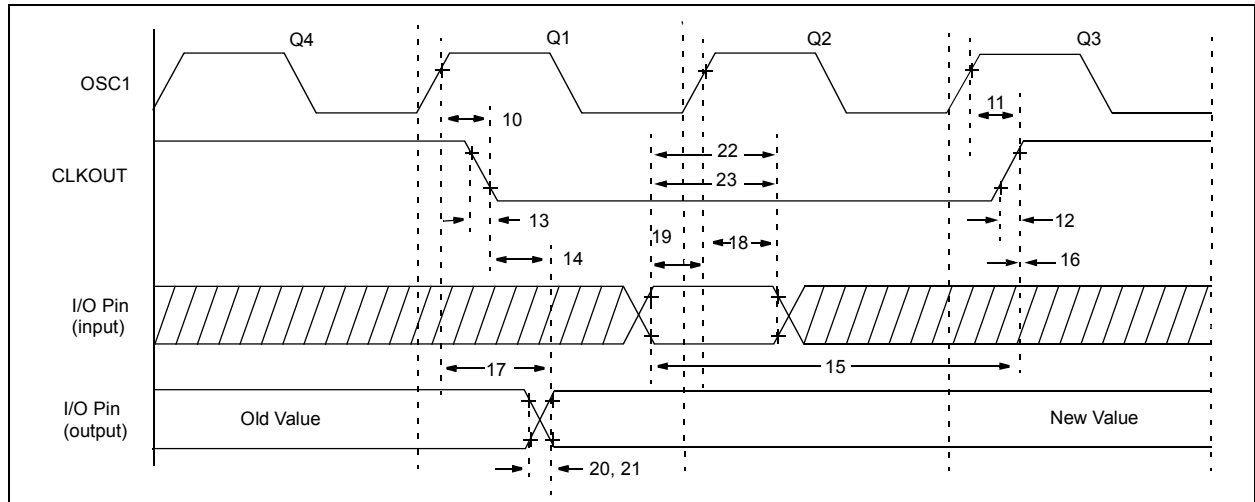 Q4 Q1 Q2 Q3
OSC1
10 11
22
CLKOUT
23
13 12
19 18
14 16
I/O Pin
(input)
17 15
I/O Pin
(output)
Old Value New Value
20, 21